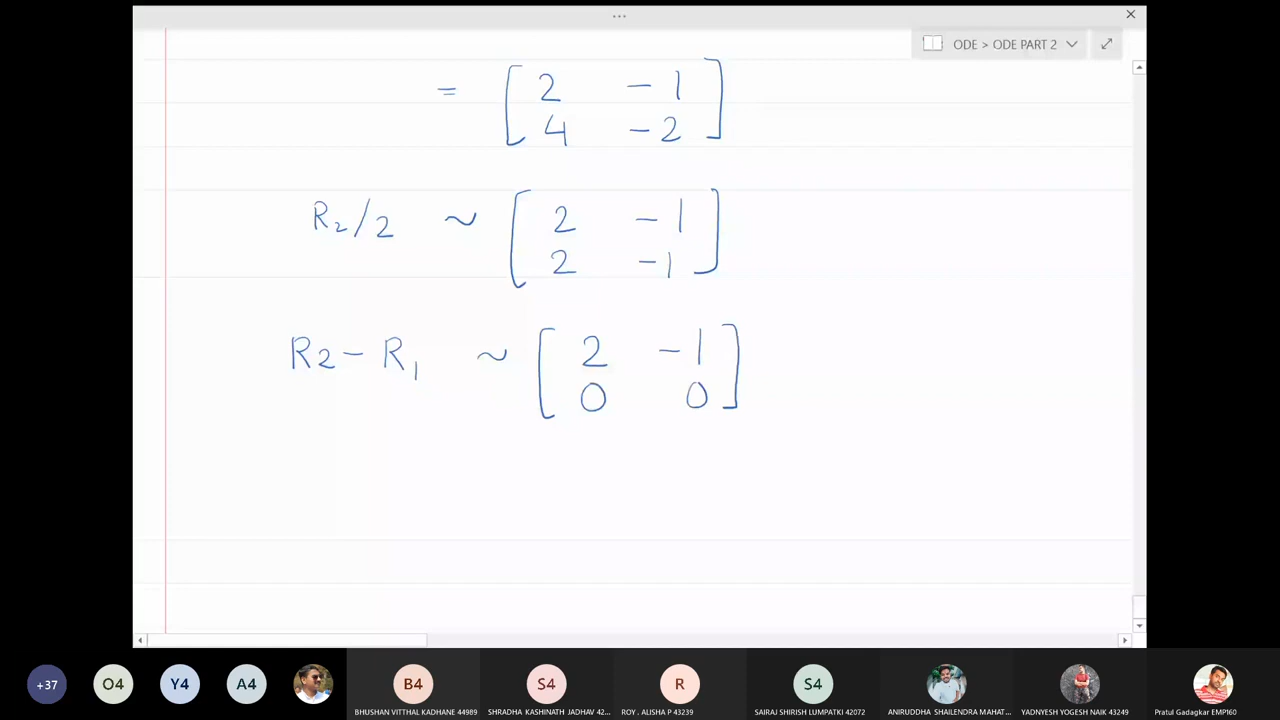 ODE > ODE PART 2
= [ 2 -1
4 -2 ]
R2/2 ~ [ 2 -1
2 -1 ]
R2 - R1 ~ [ 2 -1
0 0 ]
+37 O4 Y4 A4 B4 S4 R S4
BHUSHAN VITTHAL KADHANE 44989 SHRADHA KASHINATH JADHAV 42... ROY . ALISHA P 43239 SAIRAJ SHIRISH LUMPATKI 42072 ANIRUDDHA SHAILENDRA MAHAT... YADNYESH YOGESH NAIK 43249 Pratul Gadagkar EMP160